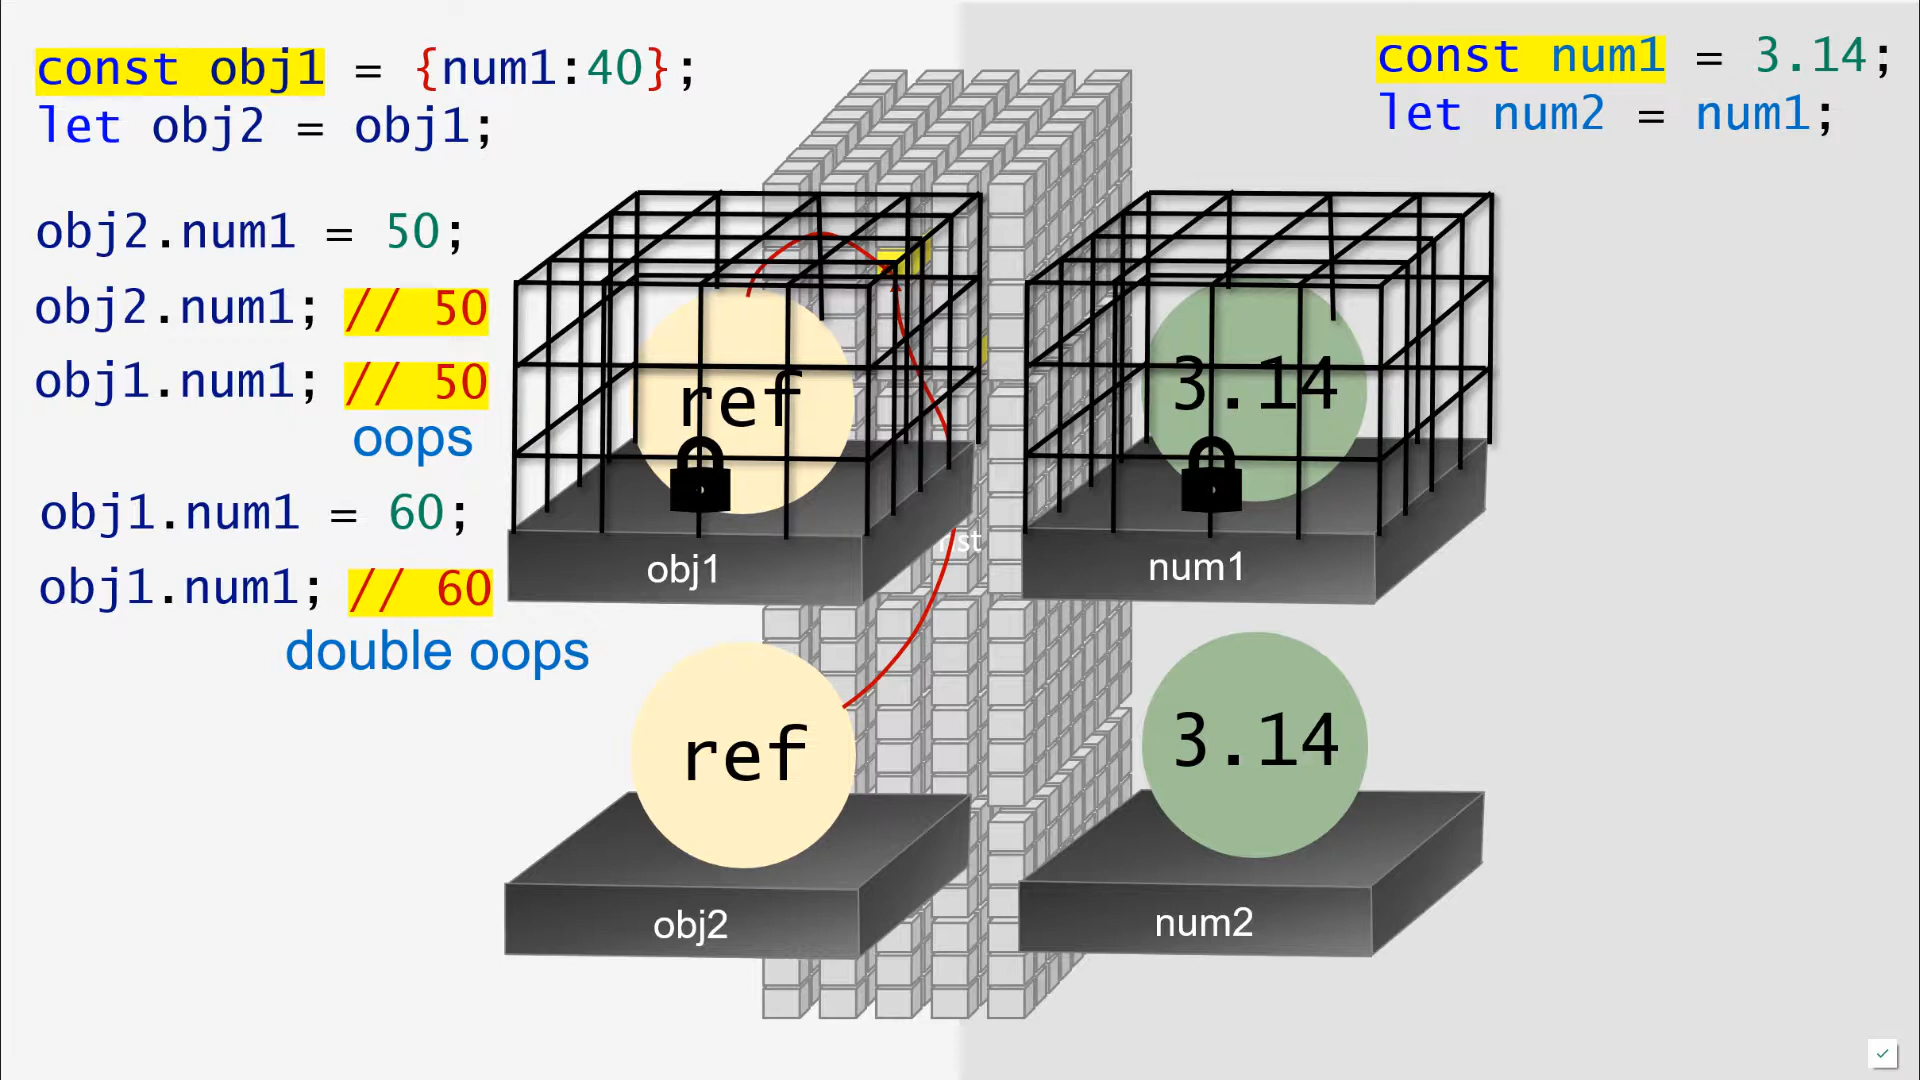 const obj1 = {num1:40};
let obj2 = obj1;
obj2.num1 = 50;
obj2.num1; // 50
obj1.num1; // 50
oops
obj1.num1 = 60;
obj1.num1; // 60
double oops
const num1 = 3.14;
let num2 = num1;
ref
obj1
3.14
num1
ref
obj2
3.14
num2